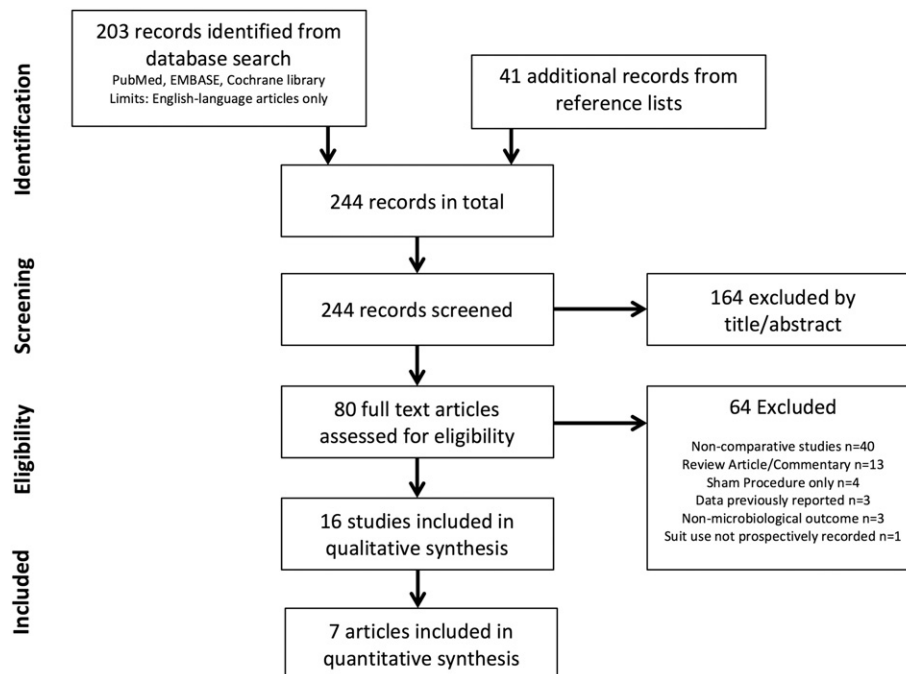 203 records identified from
database search
PubMed, EMBASE, Cochrane library
Limits: English-language articles only
41 additional records from
reference lists
Identification
244 records in total
Screening
244 records screened
164 excluded by
title/abstract
Eligibility
80 full text articles
assessed for eligibility
64 Excluded
Non-comparative studies n=40
Review Article/Commentary n=13
Sham Procedure only n=4
Data previously reported n=3
Non-microbiological outcome n=3
Suit use not prospectively recorded n=1
Included
16 studies included in
qualitative synthesis
7 articles included in
quantitative synthesis